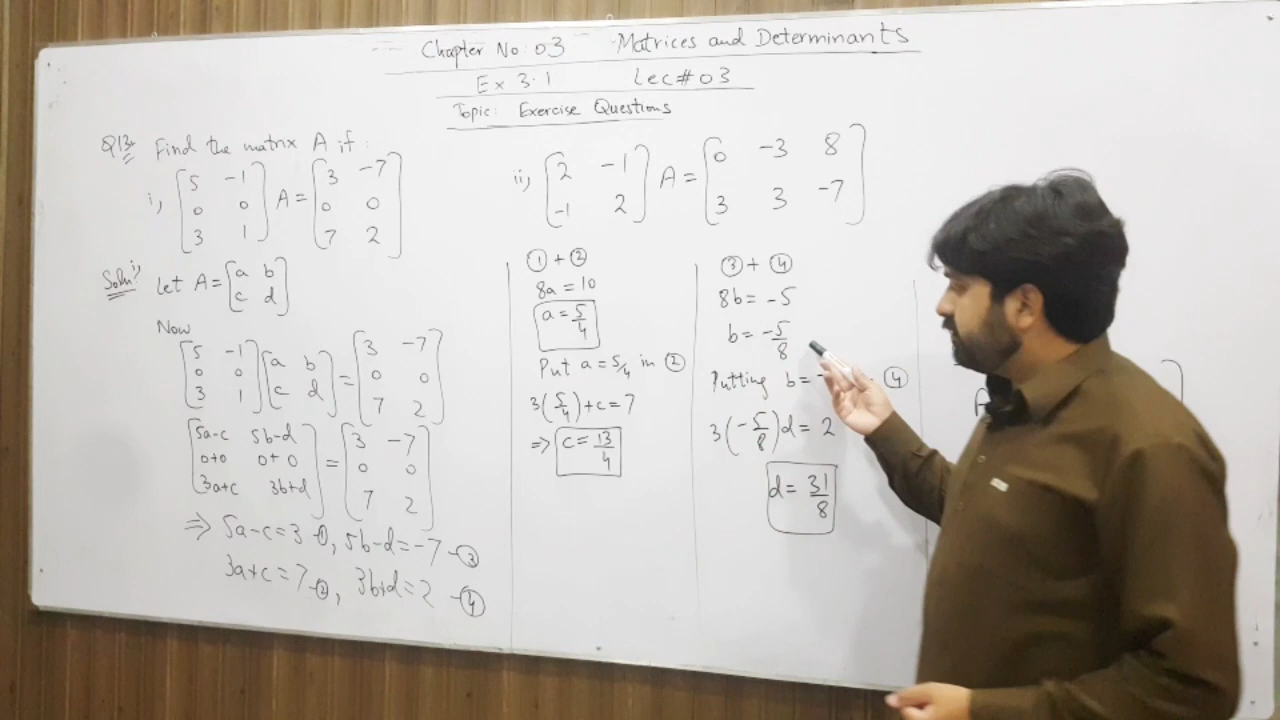 Chapter No: 03 Matrices and Determinants
Ex 3.1 Lec# 03
Topic: Exercise Questions
Q13: Find the matrix A if:
i, [5 -1; 0 0; 3 1] A = [3 -7; 0 0; 7 2]
ii, [2 -1; -1 2] A = [0 -3 8; 3 3 -7]
Soln: i)
Let A = [a b; c d]
Now
[5 -1; 0 0; 3 1] [a b; c d] = [3 -7; 0 0; 7 2]
[5a-c 5b-d; 0+0 0+0; 3a+c 3b+d] = [3 -7; 0 0; 7 2]
⇒ 5a-c=3 -①, 5b-d=-7 -③
3a+c=7 -②, 3b+d=2 -④
① + ②
8a = 10
a = 5/4
Put a = 5/4 in ②
3(5/4)+c=7
⇒ c = 13/4
③ + ④
8b = -5
b = -5/8
Putting b = - ④
3(-5/8)d = 2
d = 31/8
A